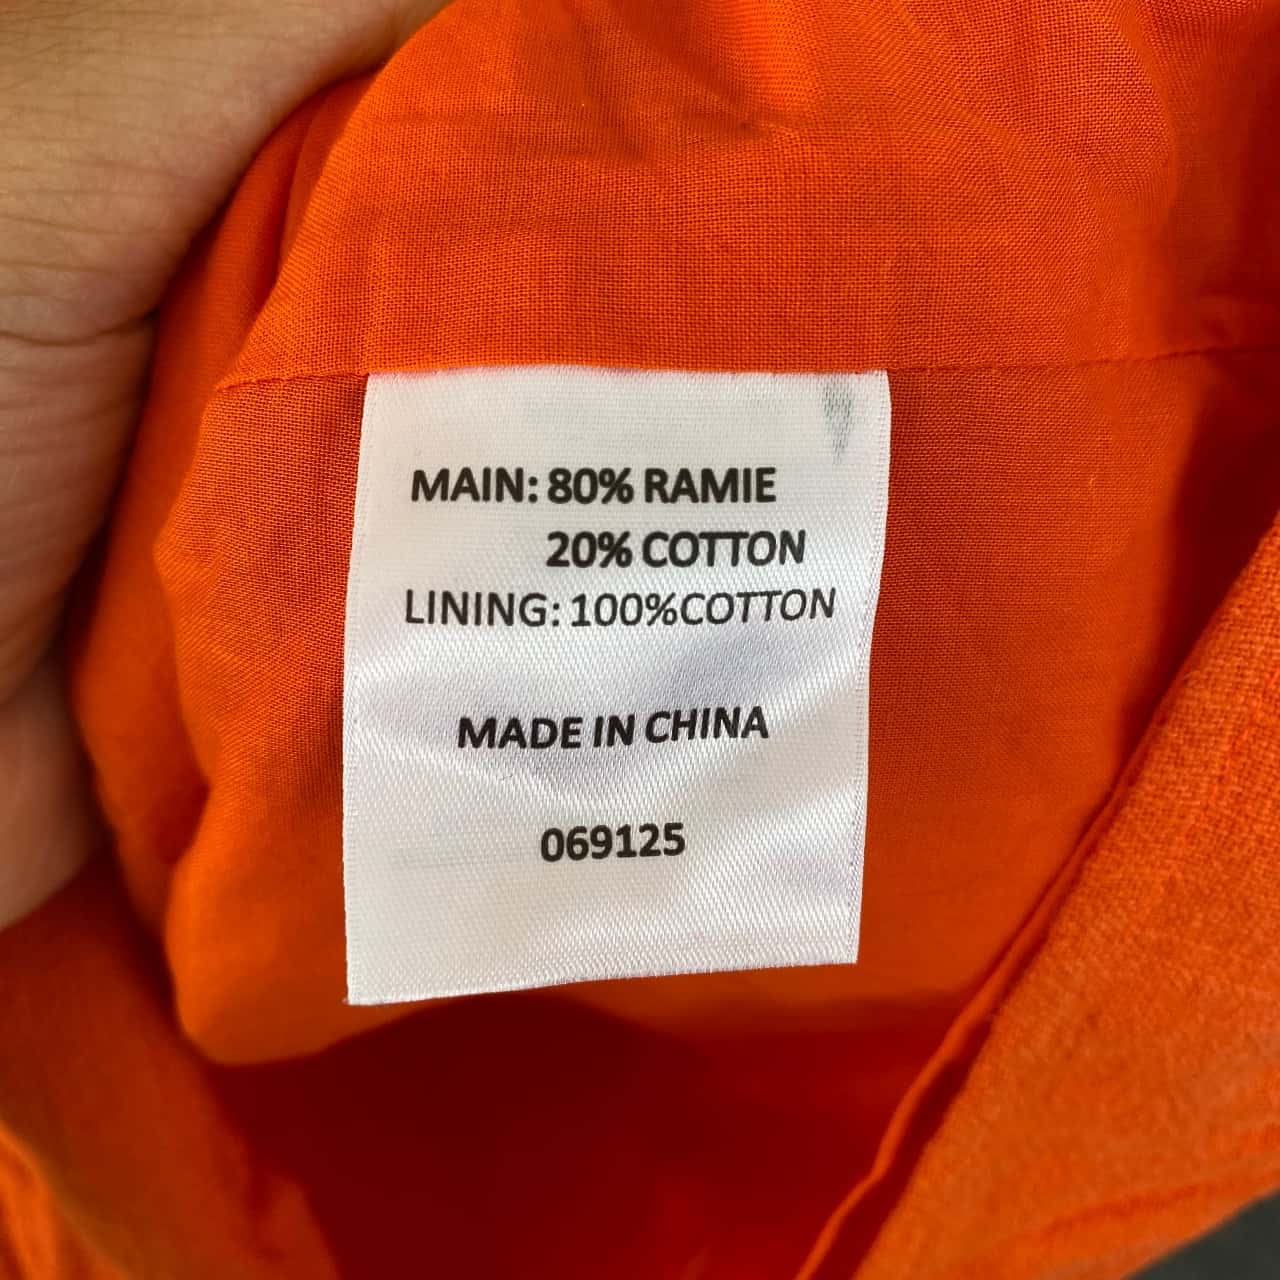 MAIN: 80% RAMIE
20% COTTON
LINING: 100%COTTON
MADE IN CHINA
069125